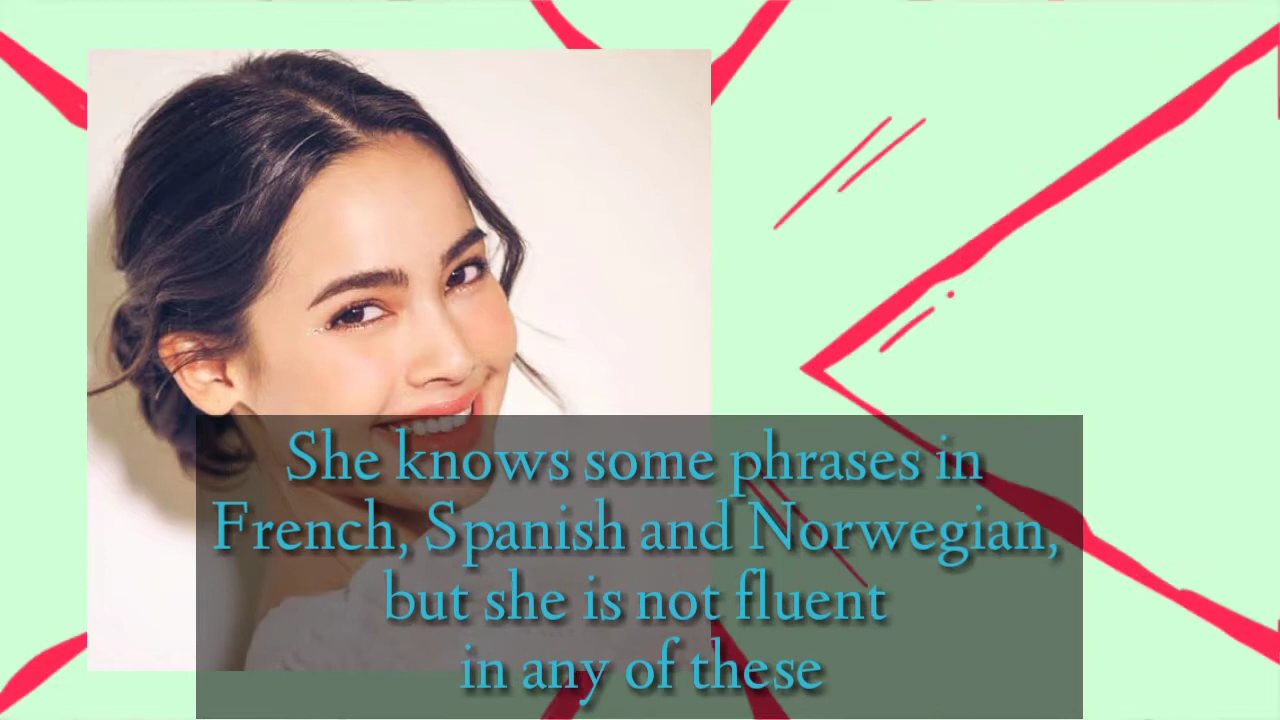 She knows some phrases in
French, Spanish and Norwegian,
but she is not fluent
in any of these